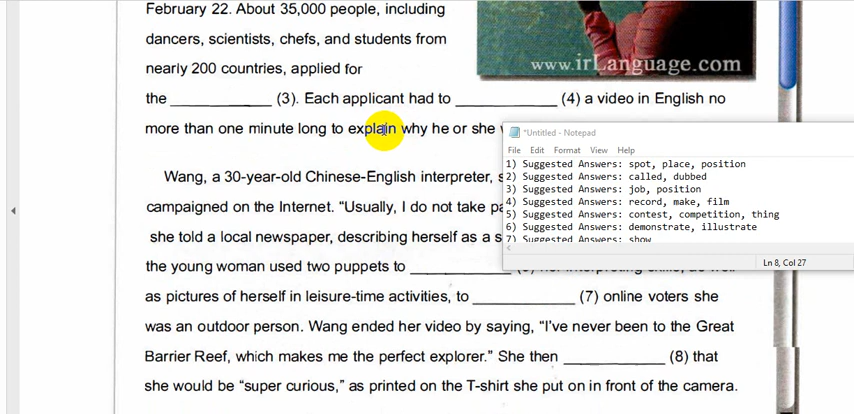 February 22. About 35,000 people, including
dancers, scientists, chefs, and students from
nearly 200 countries, applied for
the ____________ (3). Each applicant had to ____________ (4) a video in English no
more than one minute long to explain why he or she
Wang, a 30-year-old Chinese-English interpreter,
campaigned on the Internet. “Usually, I do not take
she told a local newspaper, describing herself as a
the young woman used two puppets to ____________
as pictures of herself in leisure-time activities, to ____________ (7) online voters she
was an outdoor person. Wang ended her video by saying, “I've never been to the Great
Barrier Reef, which makes me the perfect explorer.” She then ____________ (8) that
she would be “super curious,” as printed on the T-shirt she put on in front of the camera.
www.irLanguage.com
*Untitled - Notepad
File Edit Format View Help
1) Suggested Answers: spot, place, position
2) Suggested Answers: called, dubbed
3) Suggested Answers: job, position
4) Suggested Answers: record, make, film
5) Suggested Answers: contest, competition, thing
6) Suggested Answers: demonstrate, illustrate
7) Suggested Answers: show
Ln 8, Col 27